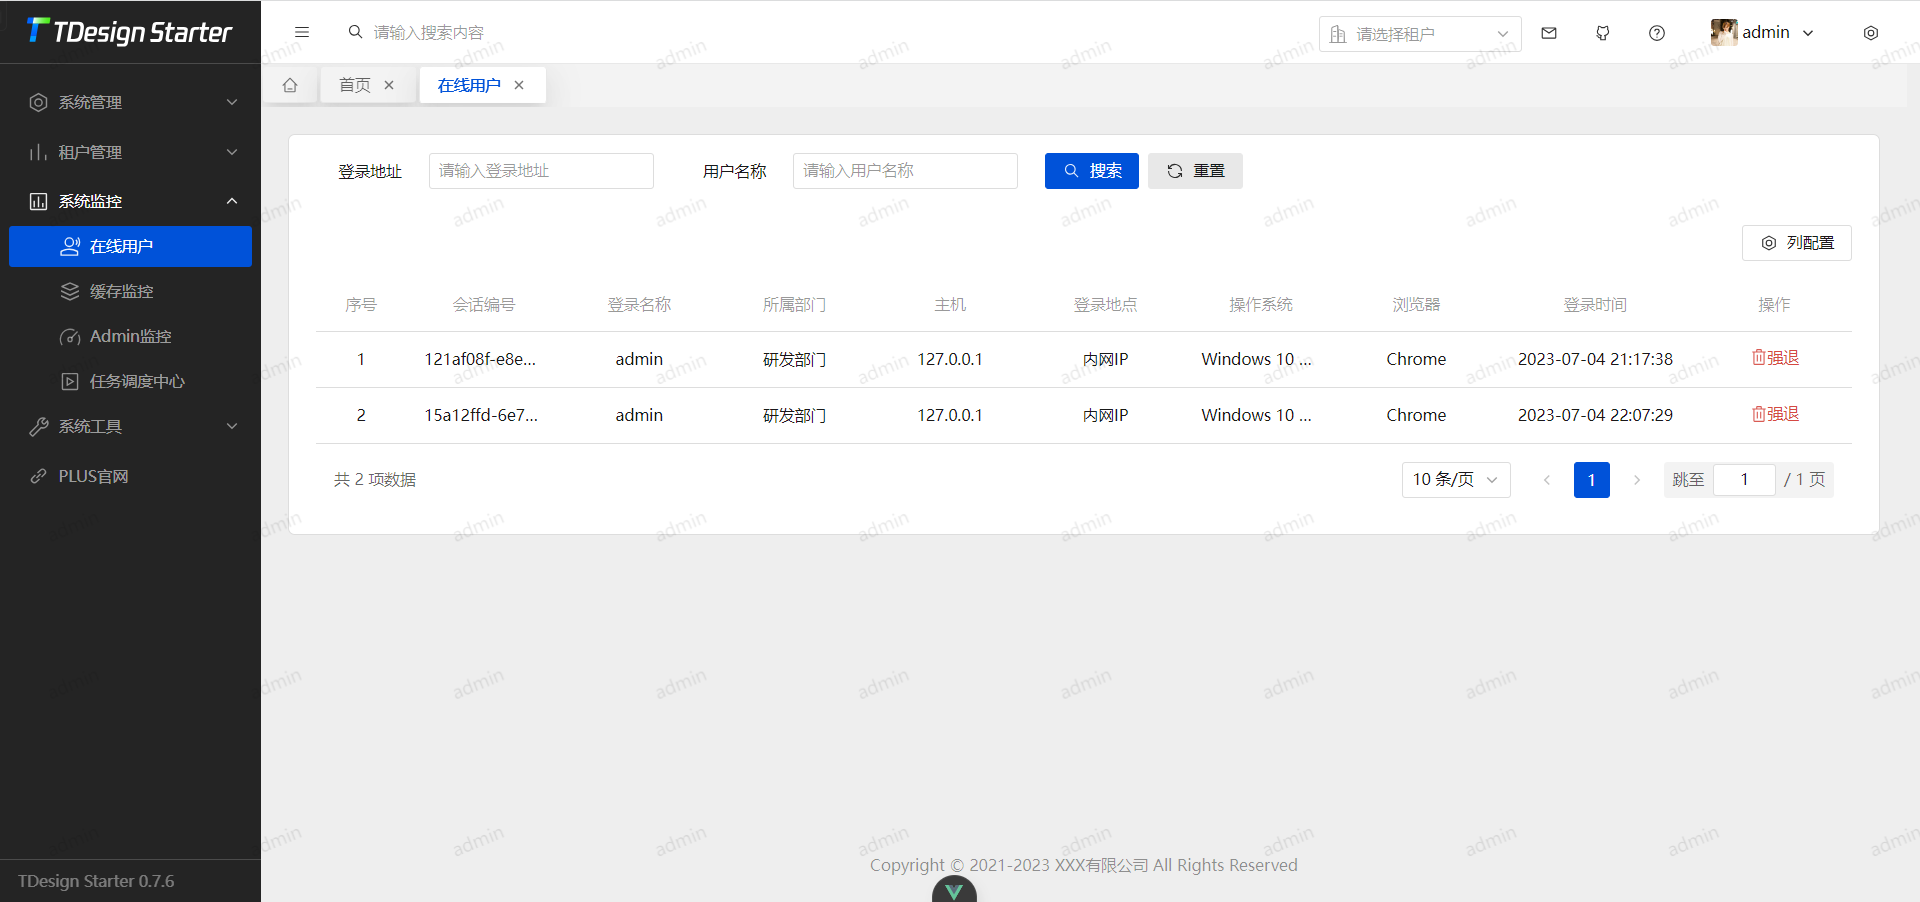 TDesign Starter
请输入搜索内容
请选择租户
admin
首页
在线用户
系统管理
租户管理
系统监控
在线用户
缓存监控
Admin监控
任务调度中心
系统工具
PLUS官网
TDesign Starter 0.7.6
登录地址 请输入登录地址 用户名称 请输入用户名称 搜索 重置
列配置
序号 会话编号 登录名称 所属部门 主机 登录地点 操作系统 浏览器 登录时间 操作
1 121af08f-e8e... admin 研发部门 127.0.0.1 内网IP Windows 10 ... Chrome 2023-07-04 21:17:38 强退
2 15a12ffd-6e7... admin 研发部门 127.0.0.1 内网IP Windows 10 ... Chrome 2023-07-04 22:07:29 强退
共 2 项数据 10 条/页 1 跳至 1 / 1 页
Copyright © 2021-2023 XXX有限公司 All Rights Reserved